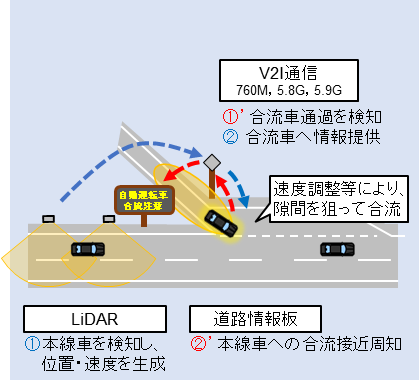 V2I通信
760M, 5.8G, 5.9G
①’ 合流車通過を検知
② 合流車へ情報提供
自動運転車
合流注意
速度調整等により、
隙間を狙って合流
LiDAR
①本線車を検知し、
位置・速度を生成
道路情報板
②’ 本線車への合流接近周知